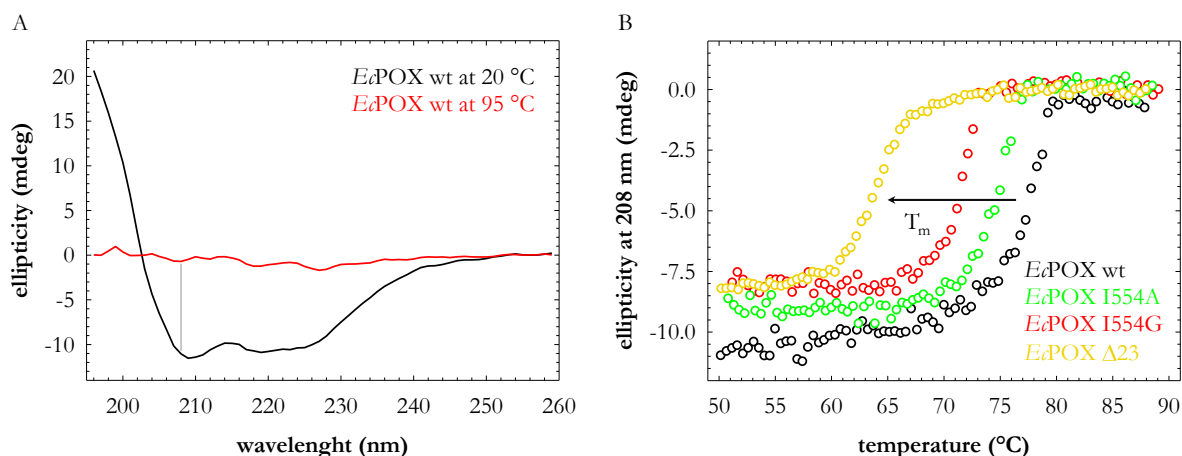 A
ellipticity (mdeg)
20
15
10
5
0
-5
-10
EcPOX wt at 20 °C
EcPOX wt at 95 °C
200 210 220 230 240 250 260
wavelenght (nm)
B
ellipticity at 208 nm (mdeg)
0.0
-2.5
-5.0
-7.5
-10.0
Tm
EcPOX wt
EcPOX I554A
EcPOX I554G
EcPOX Δ23
50 55 60 65 70 75 80 85 90
temperature (°C)